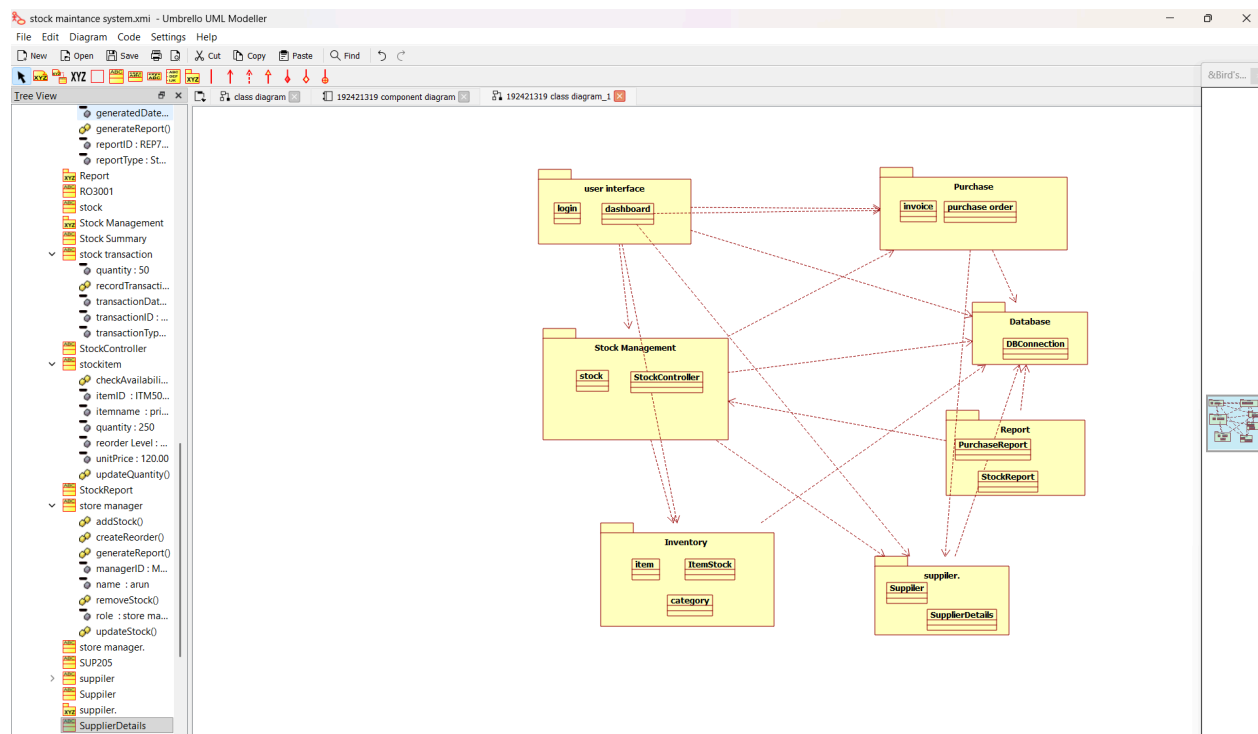 stock maintance system.xmi - Umbrello UML Modeller
File Edit Diagram Code Settings Help
New Open Save Cut Copy Paste Find
XYZ XYZ
&Bird's...
Tree View
class diagram
192421319 component diagram
192421319 class diagram_1
generatedDate...
generateReport()
reportID : REP7...
reportType : St...
Report
RO3001
stock
Stock Management
Stock Summary
stock transaction
quantity : 50
recordTransacti...
transactionDat...
transactionID : ...
transactionTyp...
StockController
stockitem
checkAvailabili...
itemID : ITM50...
itemname : pri...
quantity : 250
reorder Level : ...
unitPrice : 120.00
updateQuantity()
StockReport
store manager
addStock()
createReorder()
generateReport()
managerID : M...
name : arun
removeStock()
role : store ma...
updateStock()
store manager.
SUP205
suppiler
Suppiler
suppiler.
SupplierDetails
user interface
login
dashboard
Purchase
invoice
purchase order
Database
DBConnection
Stock Management
stock
StockController
Report
PurchaseReport
StockReport
Inventory
item
ItemStock
category
suppiler.
Suppiler
SupplierDetails